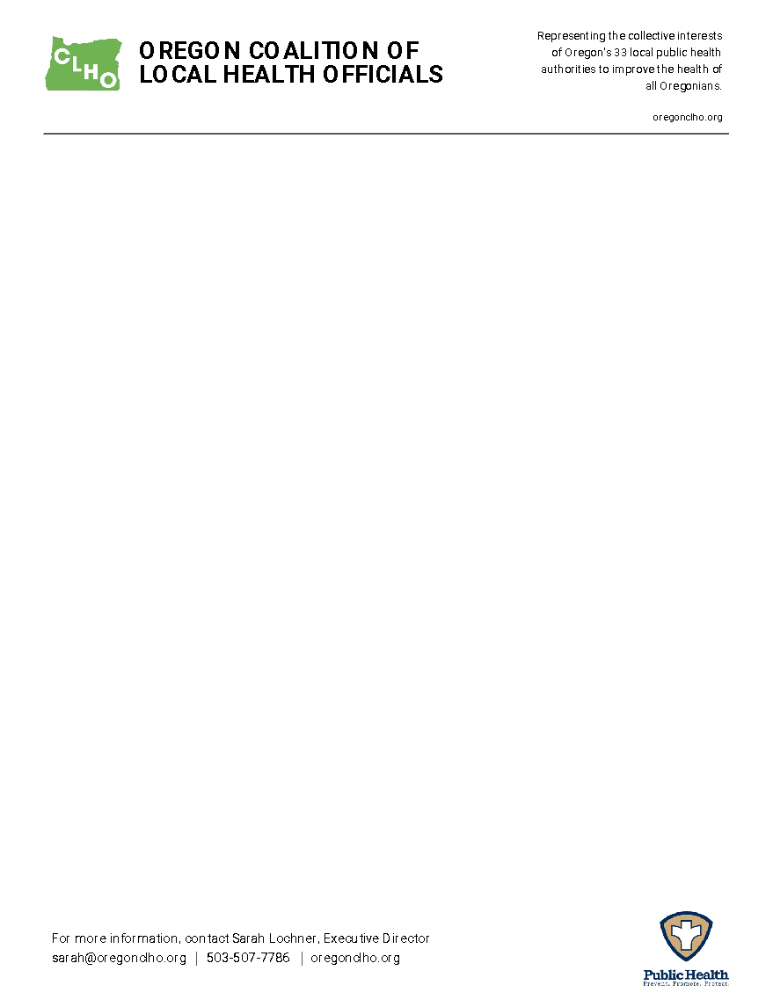 CLHO
OREGON COALITION OF
LOCAL HEALTH OFFICIALS
Representing the collective interests
of Oregon's 33 local public health
authorities to improve the health of
all Oregonians.
oregonclho.org
For more information, contact Sarah Lochner, Executive Director
sarah@oregonclho.org | 503-507-7786 | oregonclho.org
Public Health
Prevent. Promote. Protect.